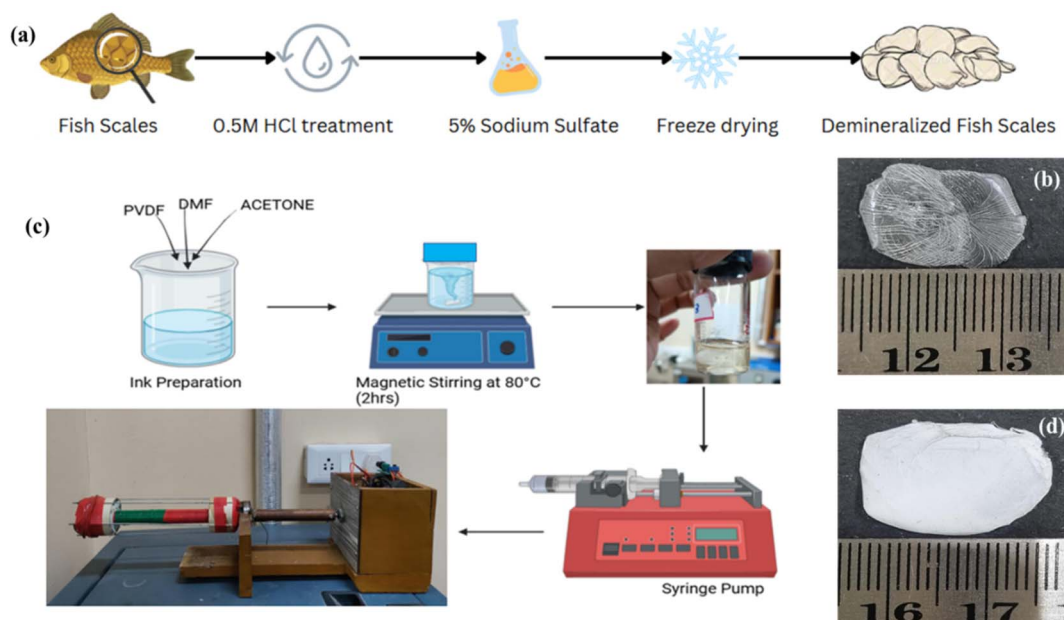 (a)
Fish Scales
0.5M HCl treatment
5% Sodium Sulfate
Freeze drying
Demineralized Fish Scales
(b)
12 13
(c)
PVDF
DMF
ACETONE
Ink Preparation
Magnetic Stirring at 80°C
(2hrs)
Syringe Pump
(d)
16 17